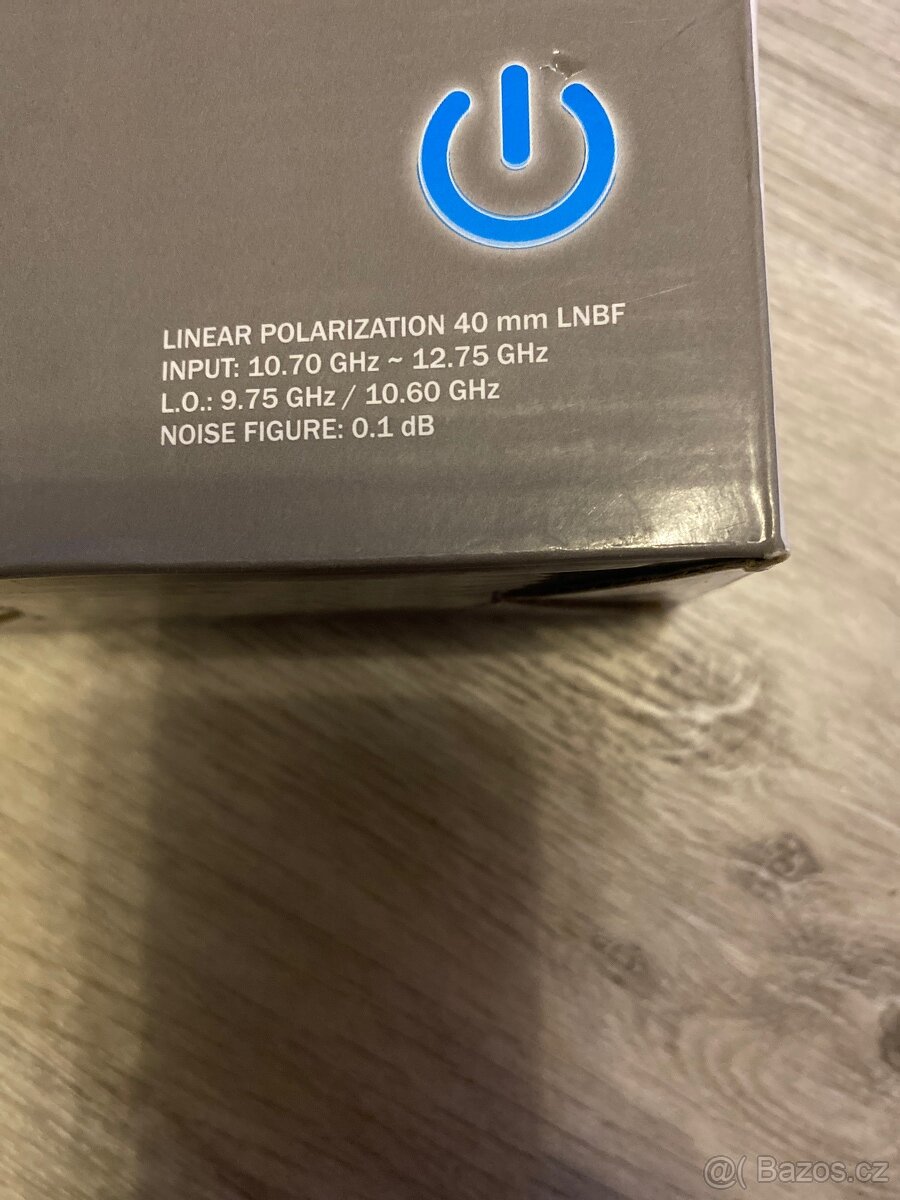 LINEAR POLARIZATION 40 mm LNBF
INPUT: 10.70 GHz ~ 12.75 GHz
L.O.: 9.75 GHz / 10.60 GHz
NOISE FIGURE: 0.1 dB
@( Bazos.cz